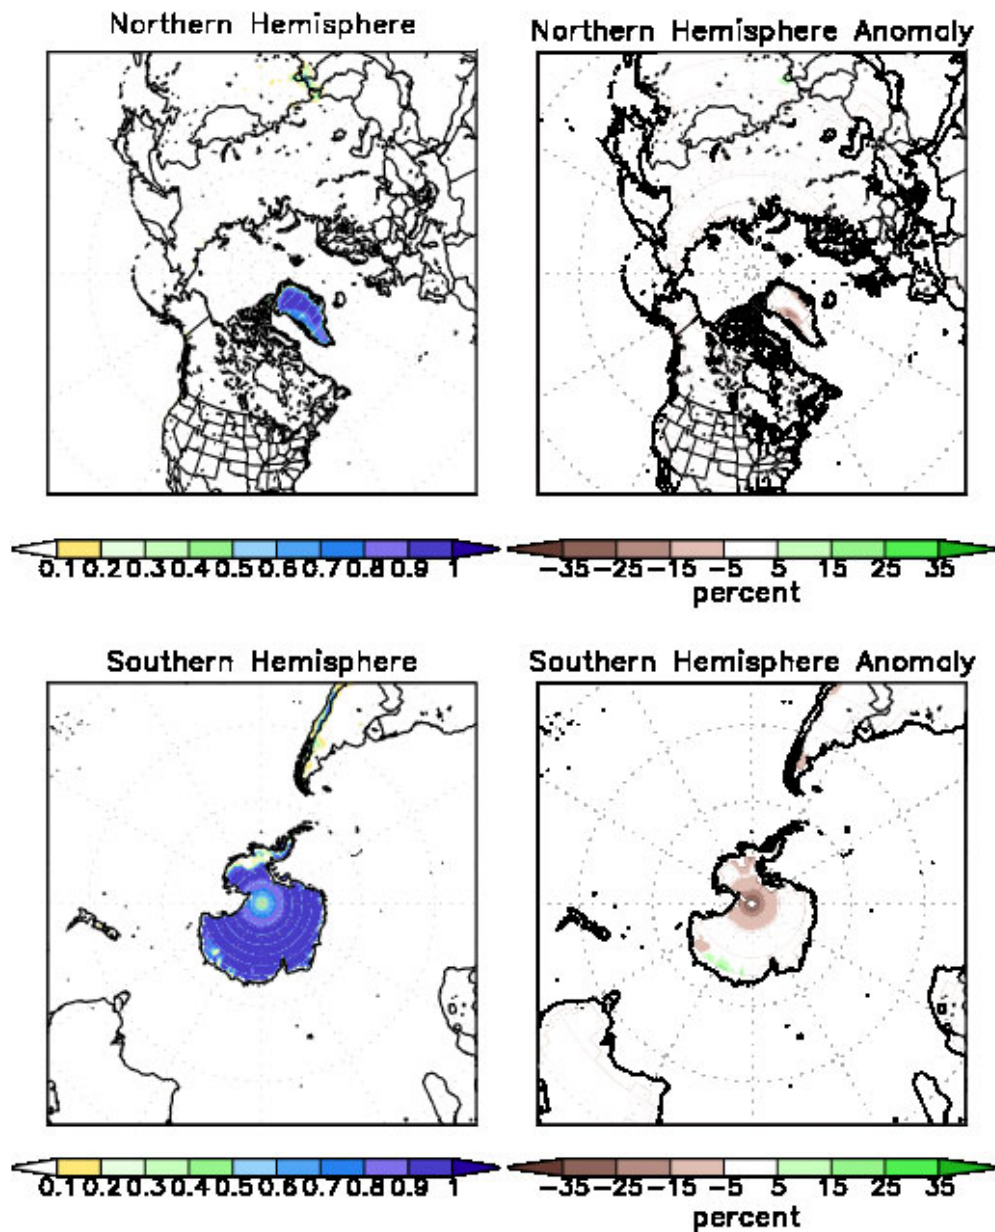 Northern Hemisphere
Northern Hemisphere Anomaly
0.1 0.2 0.3 0.4 0.5 0.6 0.7 0.8 0.9 1
-35 -25 -15 -5 5 15 25 35
percent
Southern Hemisphere
Southern Hemisphere Anomaly
0.1 0.2 0.3 0.4 0.5 0.6 0.7 0.8 0.9 1
-35 -25 -15 -5 5 15 25 35
percent